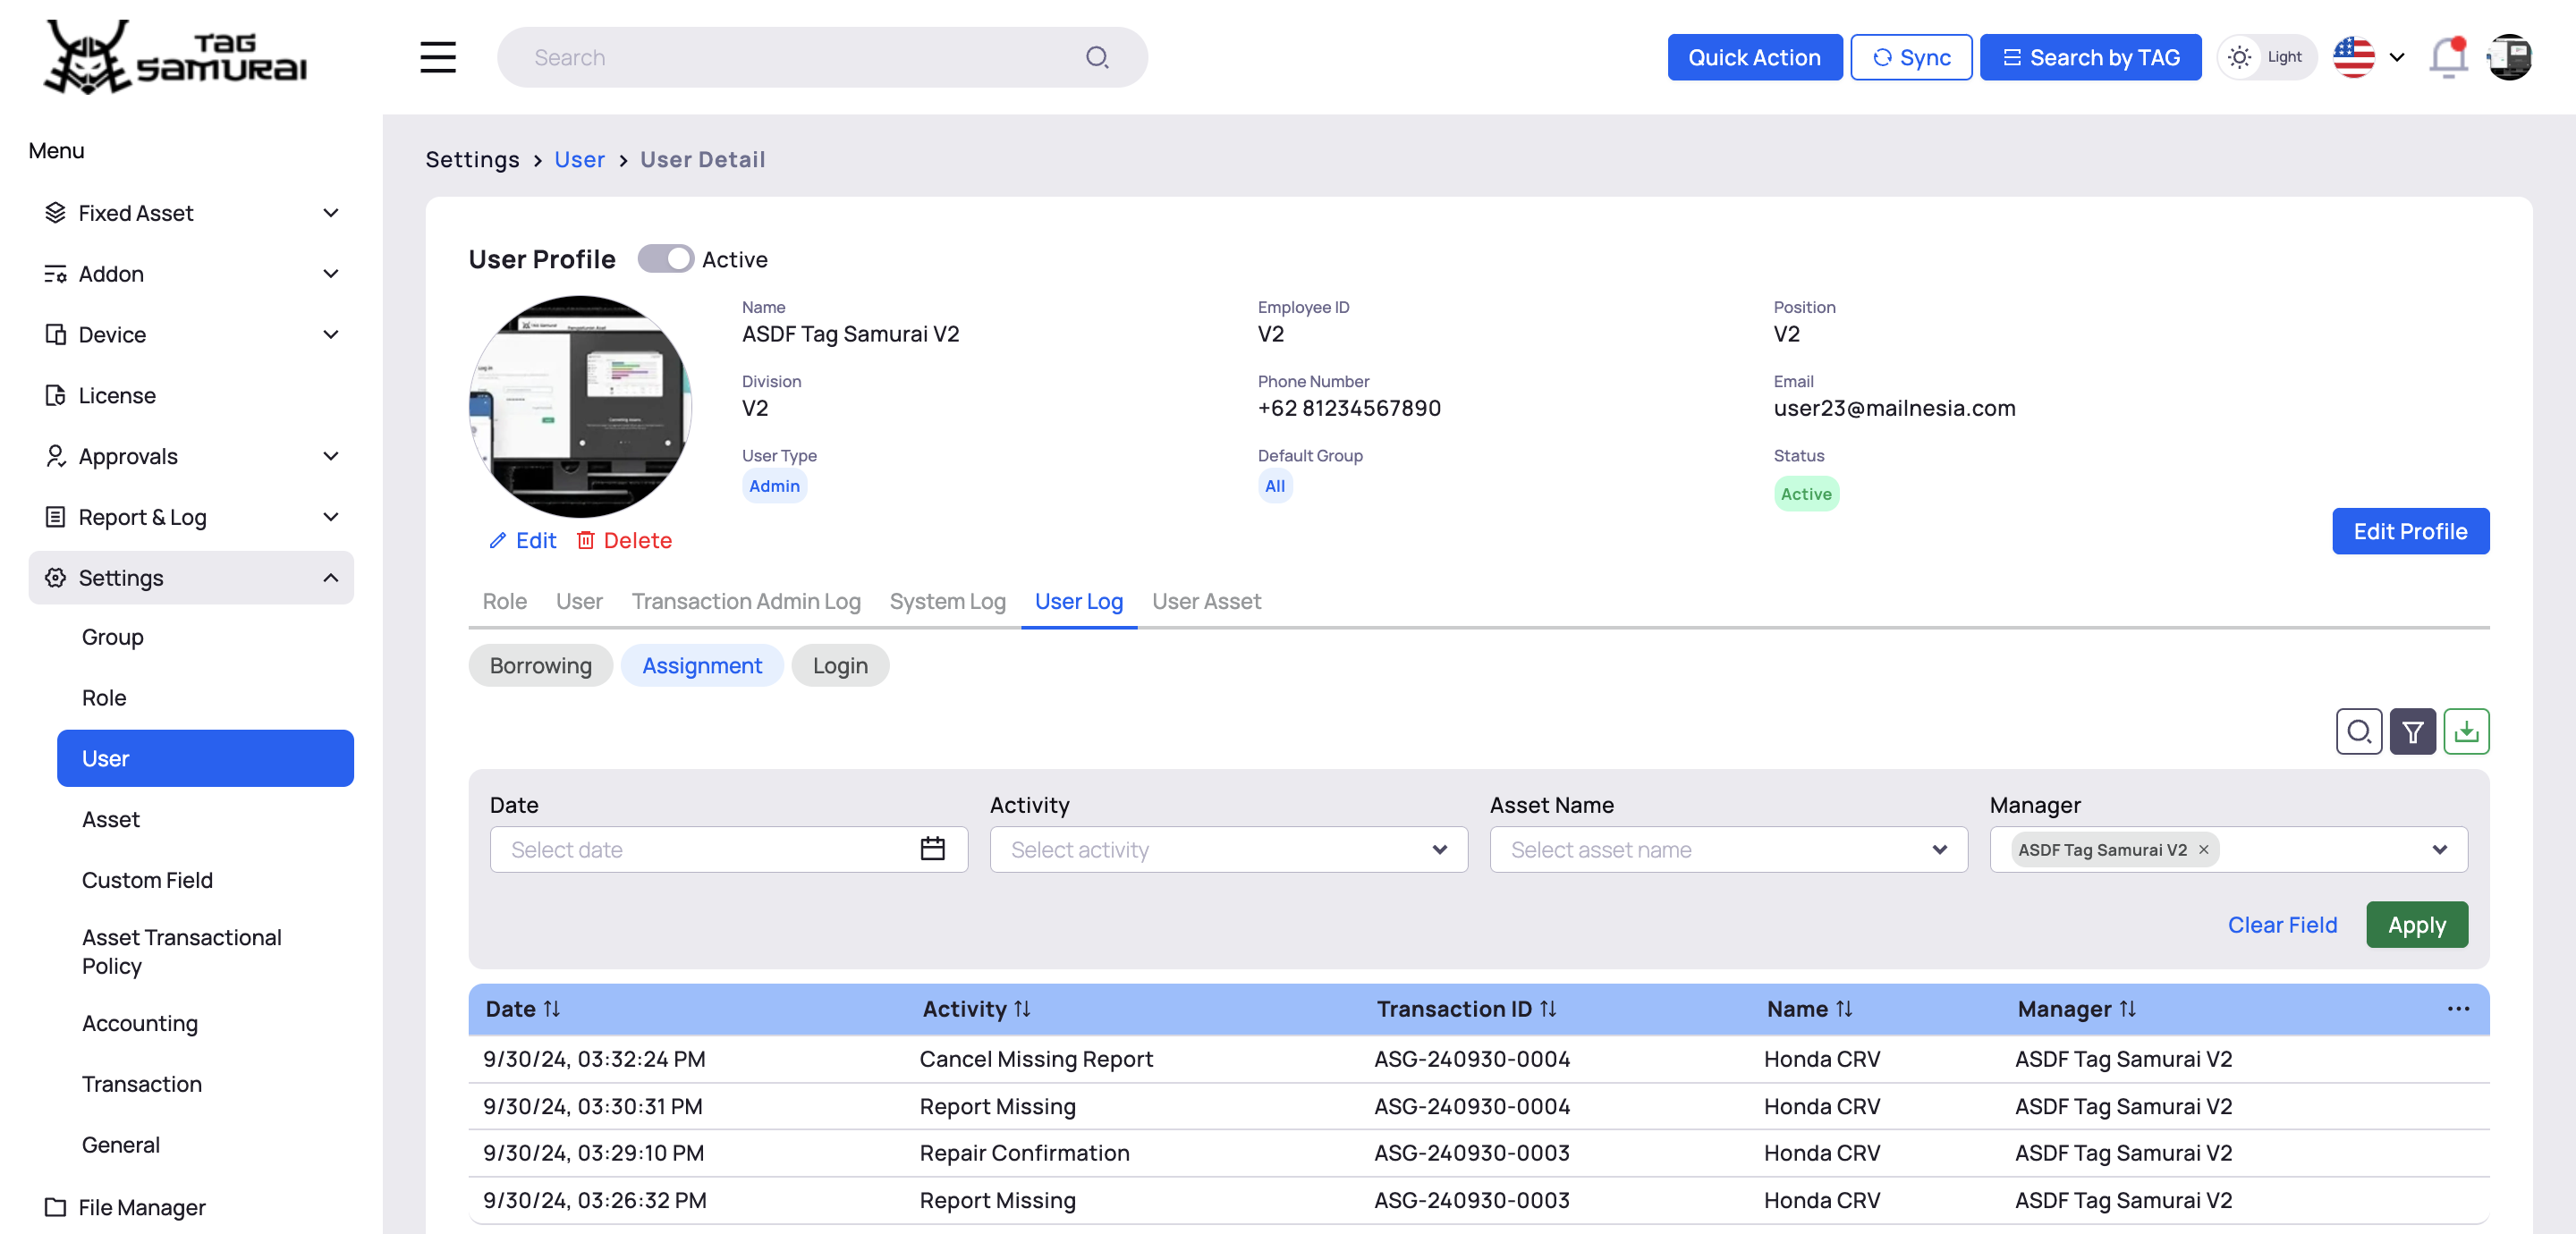 TAG
SAMURAI
Search
Quick Action
Sync
Search by TAG
Light
Menu
Fixed Asset
Addon
Device
License
Approvals
Report & Log
Settings
Group
Role
User
Asset
Custom Field
Asset Transactional
Policy
Accounting
Transaction
General
File Manager
Settings > User > User Detail
User Profile
Active
Edit
Delete
Name
ASDF Tag Samurai V2
Employee ID
V2
Position
V2
Division
V2
Phone Number
+62 81234567890
Email
user23@mailnesia.com
User Type
Admin
Default Group
All
Status
Active
Edit Profile
Role User Transaction Admin Log System Log User Log User Asset
Borrowing Assignment Login
Date
Select date
Activity
Select activity
Asset Name
Select asset name
Manager
ASDF Tag Samurai V2 ×
Clear Field
Apply
Date Activity Transaction ID Name Manager ...
9/30/24, 03:32:24 PM Cancel Missing Report ASG-240930-0004 Honda CRV ASDF Tag Samurai V2
9/30/24, 03:30:31 PM Report Missing ASG-240930-0004 Honda CRV ASDF Tag Samurai V2
9/30/24, 03:29:10 PM Repair Confirmation ASG-240930-0003 Honda CRV ASDF Tag Samurai V2
9/30/24, 03:26:32 PM Report Missing ASG-240930-0003 Honda CRV ASDF Tag Samurai V2